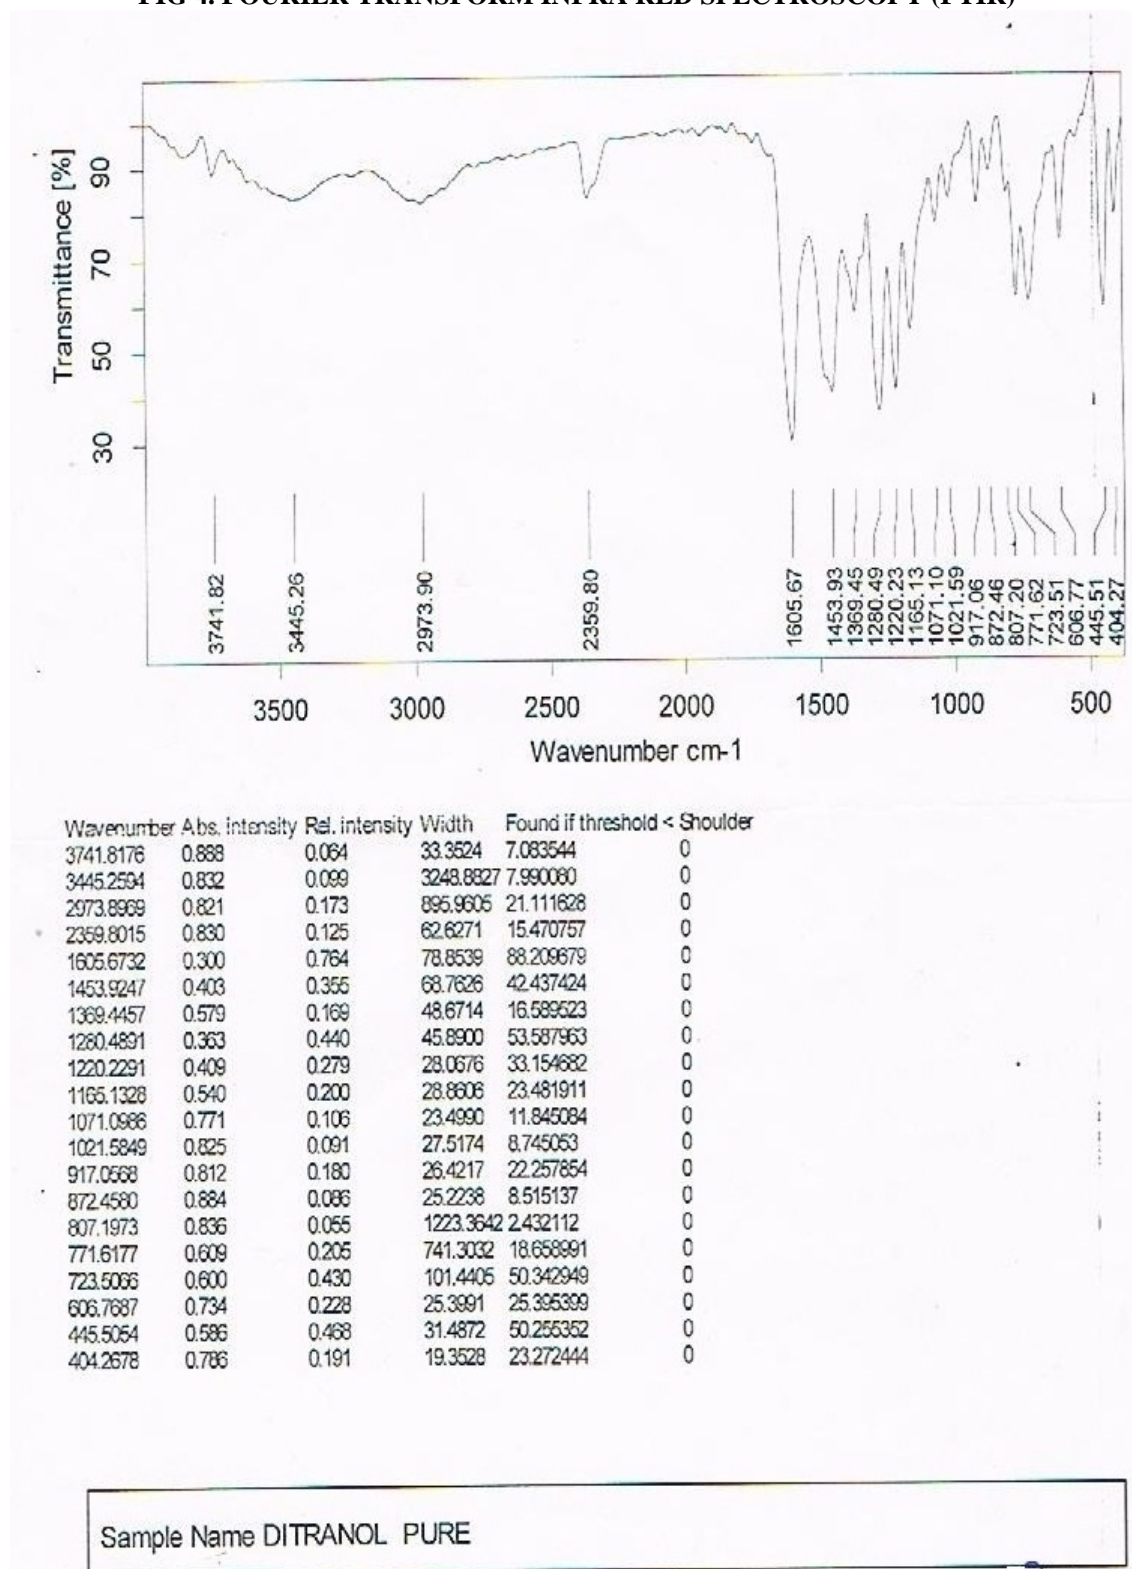 FIG 4. FOURIER TRANSFORM INFRA RED SPECTROSCOPY (FTIR)
Transmittance [%]
90
70
50
30
3741.82
3445.26
2973.90
2359.80
1605.67
1453.93
1369.45
1280.49
1220.23
1165.13
1071.10
1021.59
917.06
872.46
807.20
771.62
723.51
606.77
445.51
404.27
3500 3000 2500 2000 1500 1000 500
Wavenumber cm-1
Wavenumber Abs. intensity Rel. intensity Width Found if threshold < Shoulder
3741.8176 0.888 0.064 33.3524 7.083544 0
3445.2594 0.832 0.099 3248.8827 7.990080 0
2973.8969 0.821 0.173 895.9605 21.111628 0
2359.8015 0.830 0.125 62.6271 15.470757 0
1605.6732 0.300 0.764 78.8539 88.209679 0
1453.9247 0.403 0.355 68.7626 42.437424 0
1369.4457 0.579 0.169 48.6714 16.589523 0
1280.4891 0.363 0.440 45.8900 53.587963 0
1220.2291 0.409 0.279 28.0676 33.154682 0
1165.1328 0.540 0.200 28.8606 23.481911 0
1071.0986 0.771 0.106 23.4990 11.845084 0
1021.5849 0.825 0.091 27.5174 8.745053 0
917.0568 0.812 0.180 26.4217 22.257854 0
872.4580 0.884 0.086 25.2238 8.515137 0
807.1973 0.836 0.055 1223.3642 2.432112 0
771.6177 0.609 0.205 741.3032 18.658991 0
723.5066 0.600 0.430 101.4405 50.342949 0
606.7687 0.734 0.228 25.3991 25.395399 0
445.5054 0.586 0.468 31.4872 50.255352 0
404.2678 0.786 0.191 19.3528 23.272444 0
Sample Name DITRANOL PURE